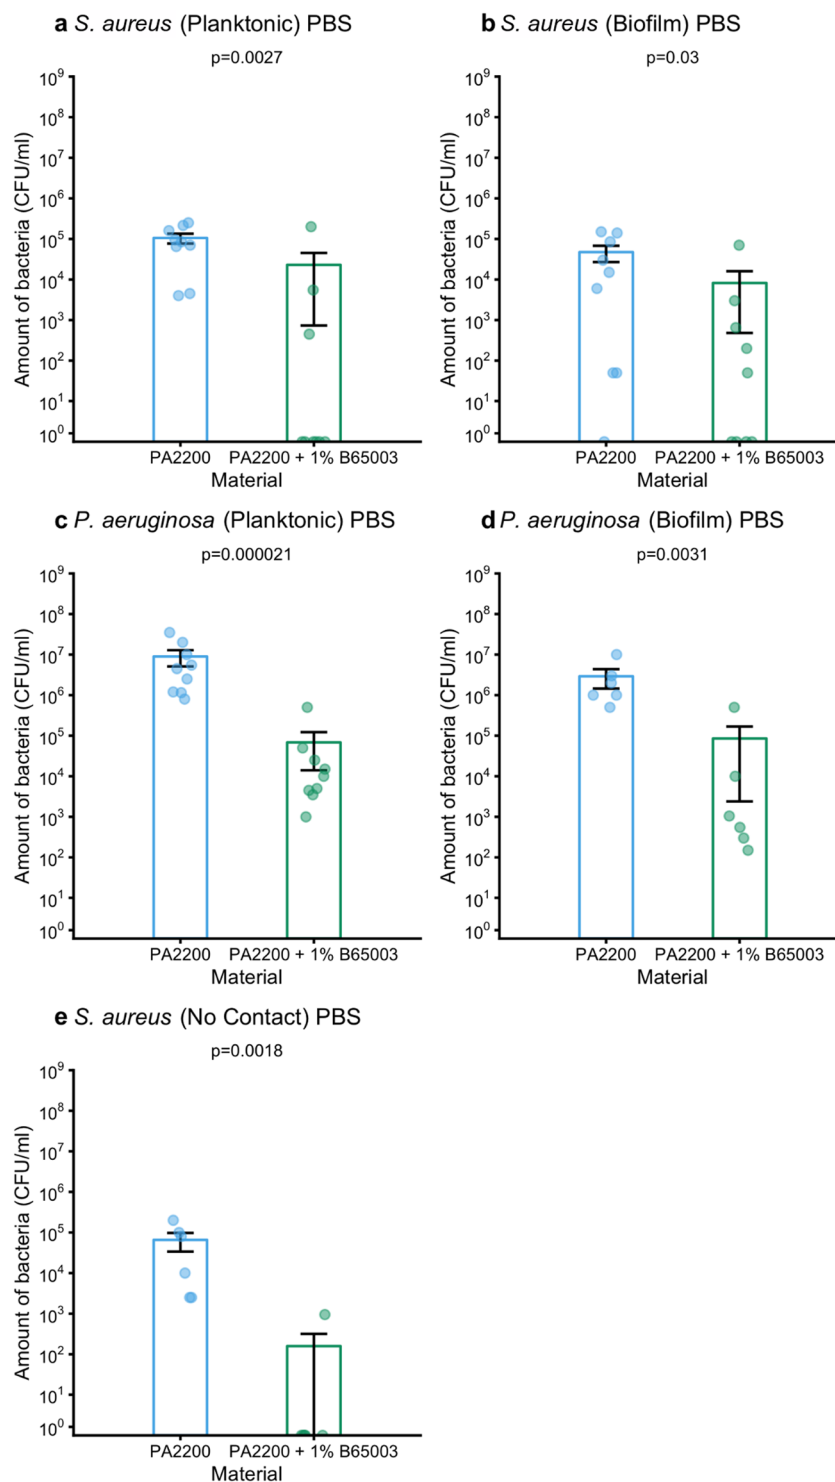 a S. aureus (Planktonic) PBS
p=0.0027
Amount of bacteria (CFU/ml)
10⁹
10⁸
10⁷
10⁶
10⁵
10⁴
10³
10²
10¹
10⁰
PA2200
PA2200 + 1% B65003
Material
b S. aureus (Biofilm) PBS
p=0.03
Amount of bacteria (CFU/ml)
10⁹
10⁸
10⁷
10⁶
10⁵
10⁴
10³
10²
10¹
10⁰
PA2200
PA2200 + 1% B65003
Material
c P. aeruginosa (Planktonic) PBS
p=0.000021
Amount of bacteria (CFU/ml)
10⁹
10⁸
10⁷
10⁶
10⁵
10⁴
10³
10²
10¹
10⁰
PA2200
PA2200 + 1% B65003
Material
d P. aeruginosa (Biofilm) PBS
p=0.0031
Amount of bacteria (CFU/ml)
10⁹
10⁸
10⁷
10⁶
10⁵
10⁴
10³
10²
10¹
10⁰
PA2200
PA2200 + 1% B65003
Material
e S. aureus (No Contact) PBS
p=0.0018
Amount of bacteria (CFU/ml)
10⁹
10⁸
10⁷
10⁶
10⁵
10⁴
10³
10²
10¹
10⁰
PA2200
PA2200 + 1% B65003
Material